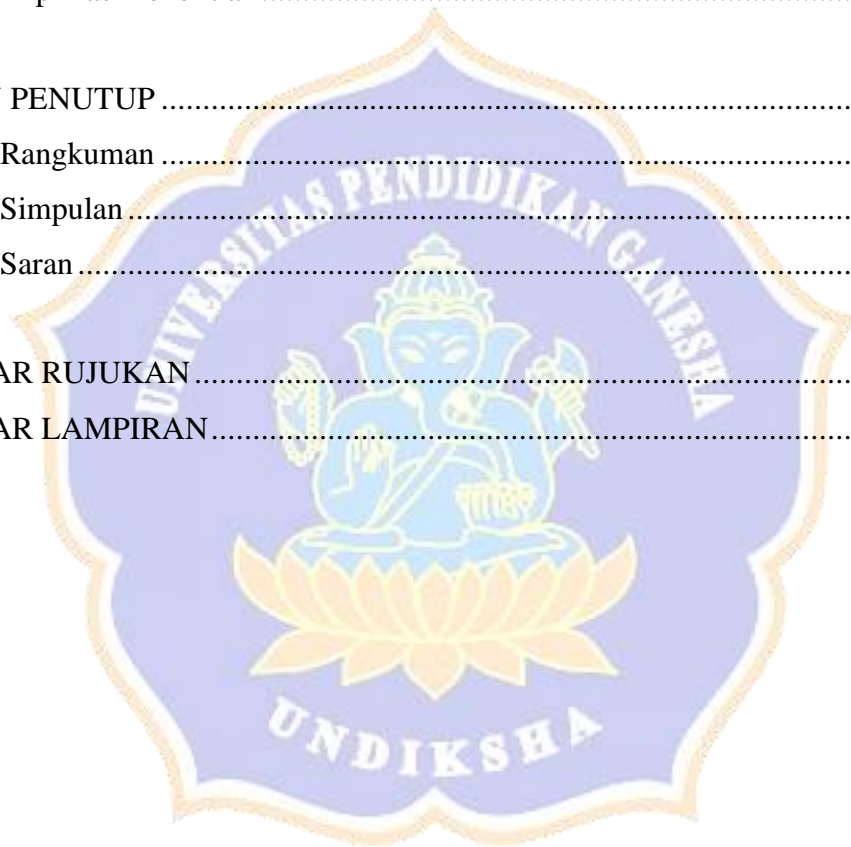 PENUTUP ..........................................................................................
Rangkuman ..........................................................................................
Simpulan ..........................................................................................
Saran ..........................................................................................
AR RUJUKAN ..........................................................................................
AR LAMPIRAN ..........................................................................................
UNIVERSITAS PENDIDIKAN GANESHA
UNDIKSHA